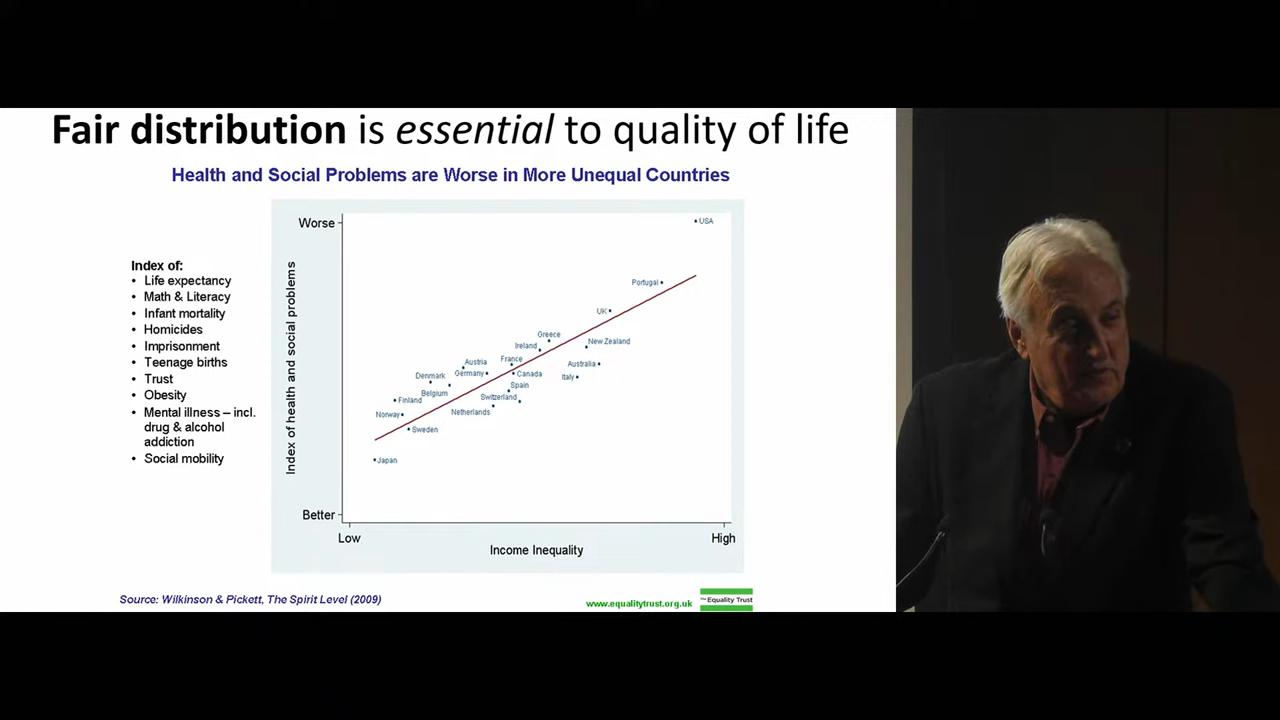 Fair distribution is essential to quality of life
Health and Social Problems are Worse in More Unequal Countries
Index of:
• Life expectancy
• Math & Literacy
• Infant mortality
• Homicides
• Imprisonment
• Teenage births
• Trust
• Obesity
• Mental illness – incl.
drug & alcohol
addiction
• Social mobility
Index of health and social problems
Worse
Better
USA
Portugal
UK
Greece
New Zealand
Ireland
France
Australia
Austria
Germany
Canada
Italy
Denmark
Spain
Belgium
Switzerland
Finland
Netherlands
Norway
Sweden
Japan
Low
High
Income Inequality
Source: Wilkinson & Pickett, The Spirit Level (2009)
www.equalitytrust.org.uk
The Equality Trust